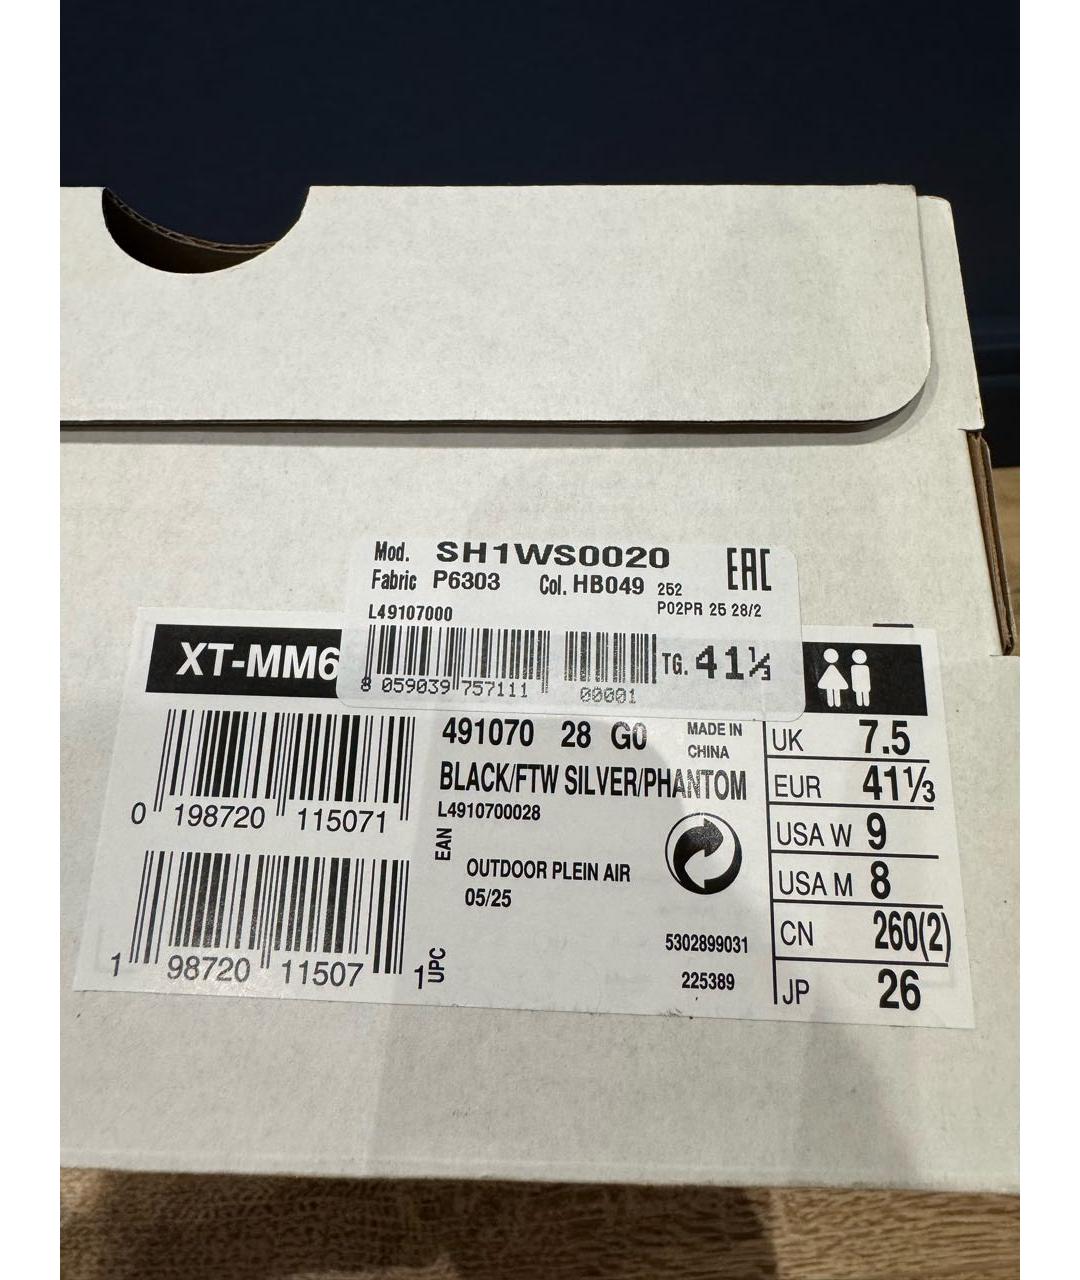 Mod. SH1WS0020 EAC
Fabric P6303 Col. HB049 252
L49107000 P02PR 25 28/2
8 059039 757111 00001 TG. 41⅓
XT-MM6
491070 28 G0 MADE IN CHINA
BLACK/FTW SILVER/PHANTOM
L4910700028
EAN
0 198720 115071
OUTDOOR PLEIN AIR
05/25
UPC
1 98720 11507 1
5302899031
225389
UK 7.5
EUR 41⅓
USA W 9
USA M 8
CN 260(2)
JP 26